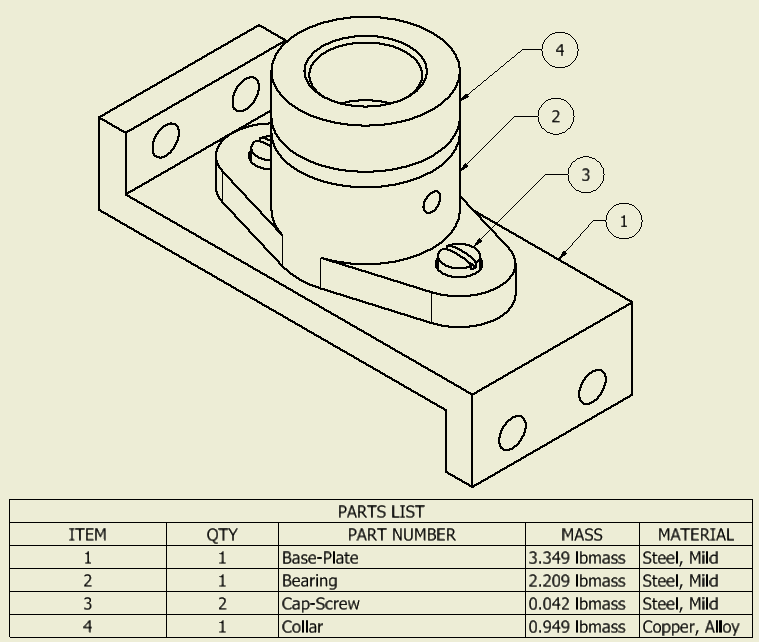 4
2
3
1
PARTS LIST
ITEM QTY PART NUMBER MASS MATERIAL
1 1 Base-Plate 3.349 lbmass Steel, Mild
2 1 Bearing 2.209 lbmass Steel, Mild
3 2 Cap-Screw 0.042 lbmass Steel, Mild
4 1 Collar 0.949 lbmass Copper, Alloy